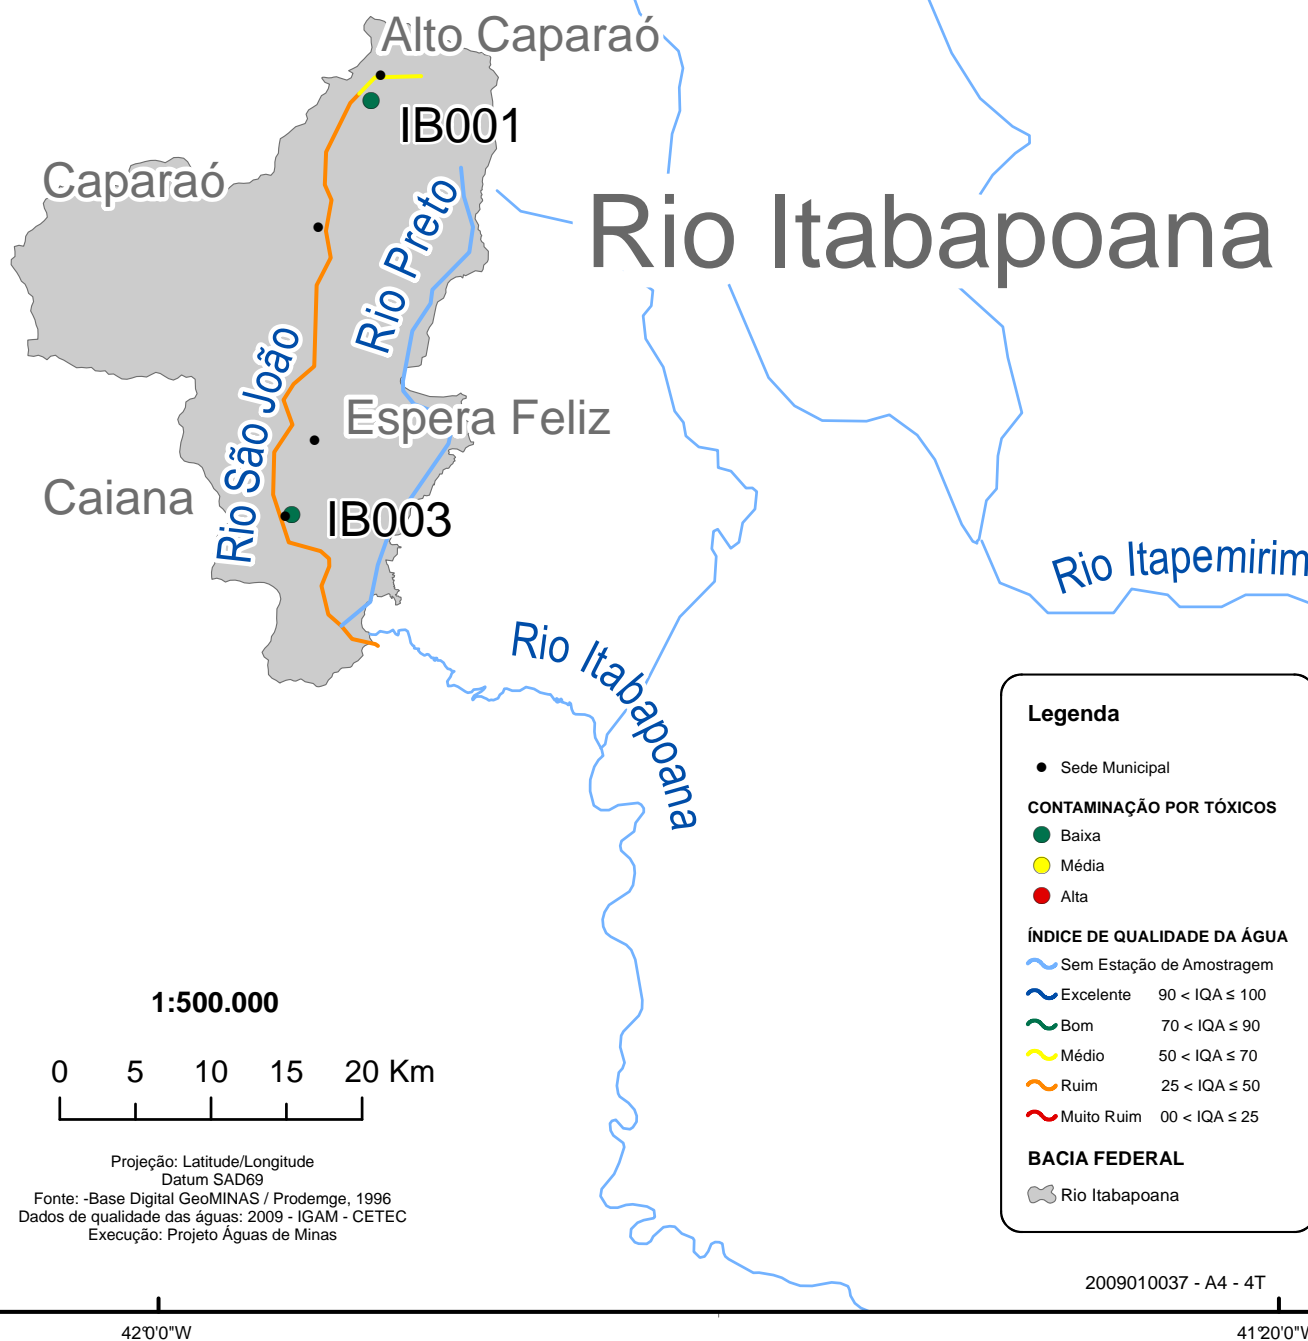 Alto Caparaó
IB001
Caparaó
Rio Preto
Rio Itabapoana
Rio São João
Espera Feliz
Caiana
IB003
Rio Itapemirim
Rio Itabapoana
Legenda
Sede Municipal
CONTAMINAÇÃO POR TÓXICOS
Baixa
Média
Alta
ÍNDICE DE QUALIDADE DA ÁGUA
Sem Estação de Amostragem
Excelente 90 < IQA ≤ 100
Bom 70 < IQA ≤ 90
Médio 50 < IQA ≤ 70
Ruim 25 < IQA ≤ 50
Muito Ruim 00 < IQA ≤ 25
BACIA FEDERAL
Rio Itabapoana
1:500.000
0 5 10 15 20 Km
Projeção: Latitude/Longitude
Datum SAD69
Fonte: -Base Digital GeoMINAS / Prodemge, 1996
Dados de qualidade das águas: 2009 - IGAM - CETEC
Execução: Projeto Águas de Minas
2009010037 - A4 - 4T
42°0'0"W
41°20'0"W